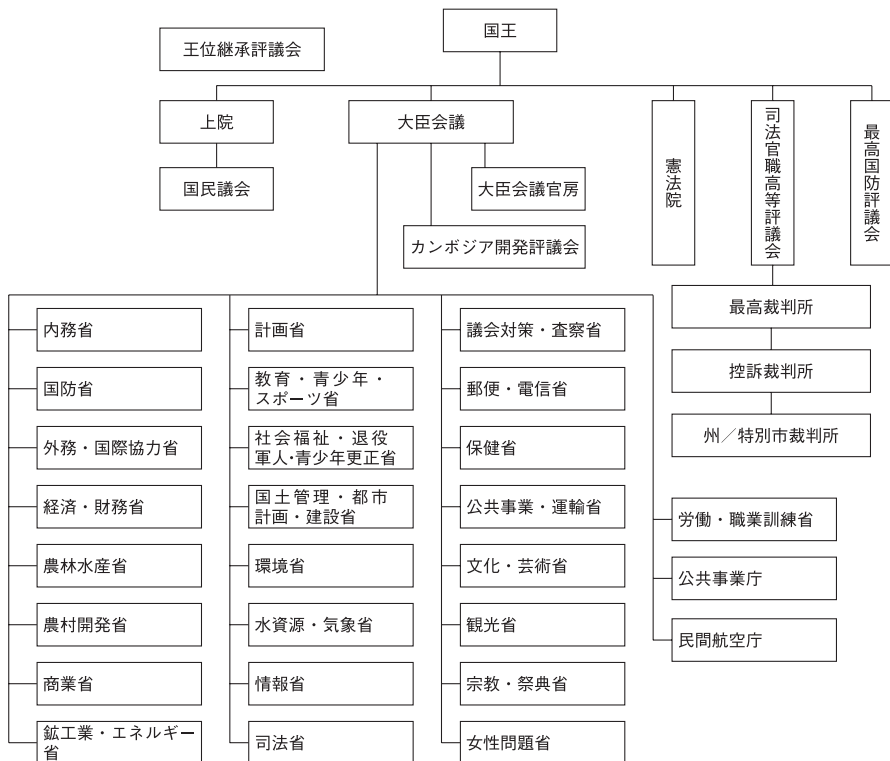 国王
王位継承評議会
上院
大臣会議
憲法院
司法官職高等評議会
最高国防評議会
国民議会
大臣会議官房
カンボジア開発評議会
最高裁判所
控訴裁判所
州／特別市裁判所
内務省
国防省
外務・国際協力省
経済・財務省
農林水産省
農村開発省
商業省
鉱工業・エネルギー
省
計画省
教育・青少年・
スポーツ省
社会福祉・退役
軍人・青少年更正省
国土管理・都市
計画・建設省
環境省
水資源・気象省
情報省
司法省
議会対策・査察省
郵便・電信省
保健省
公共事業・運輸省
文化・芸術省
観光省
宗教・祭典省
女性問題省
労働・職業訓練省
公共事業庁
民間航空庁